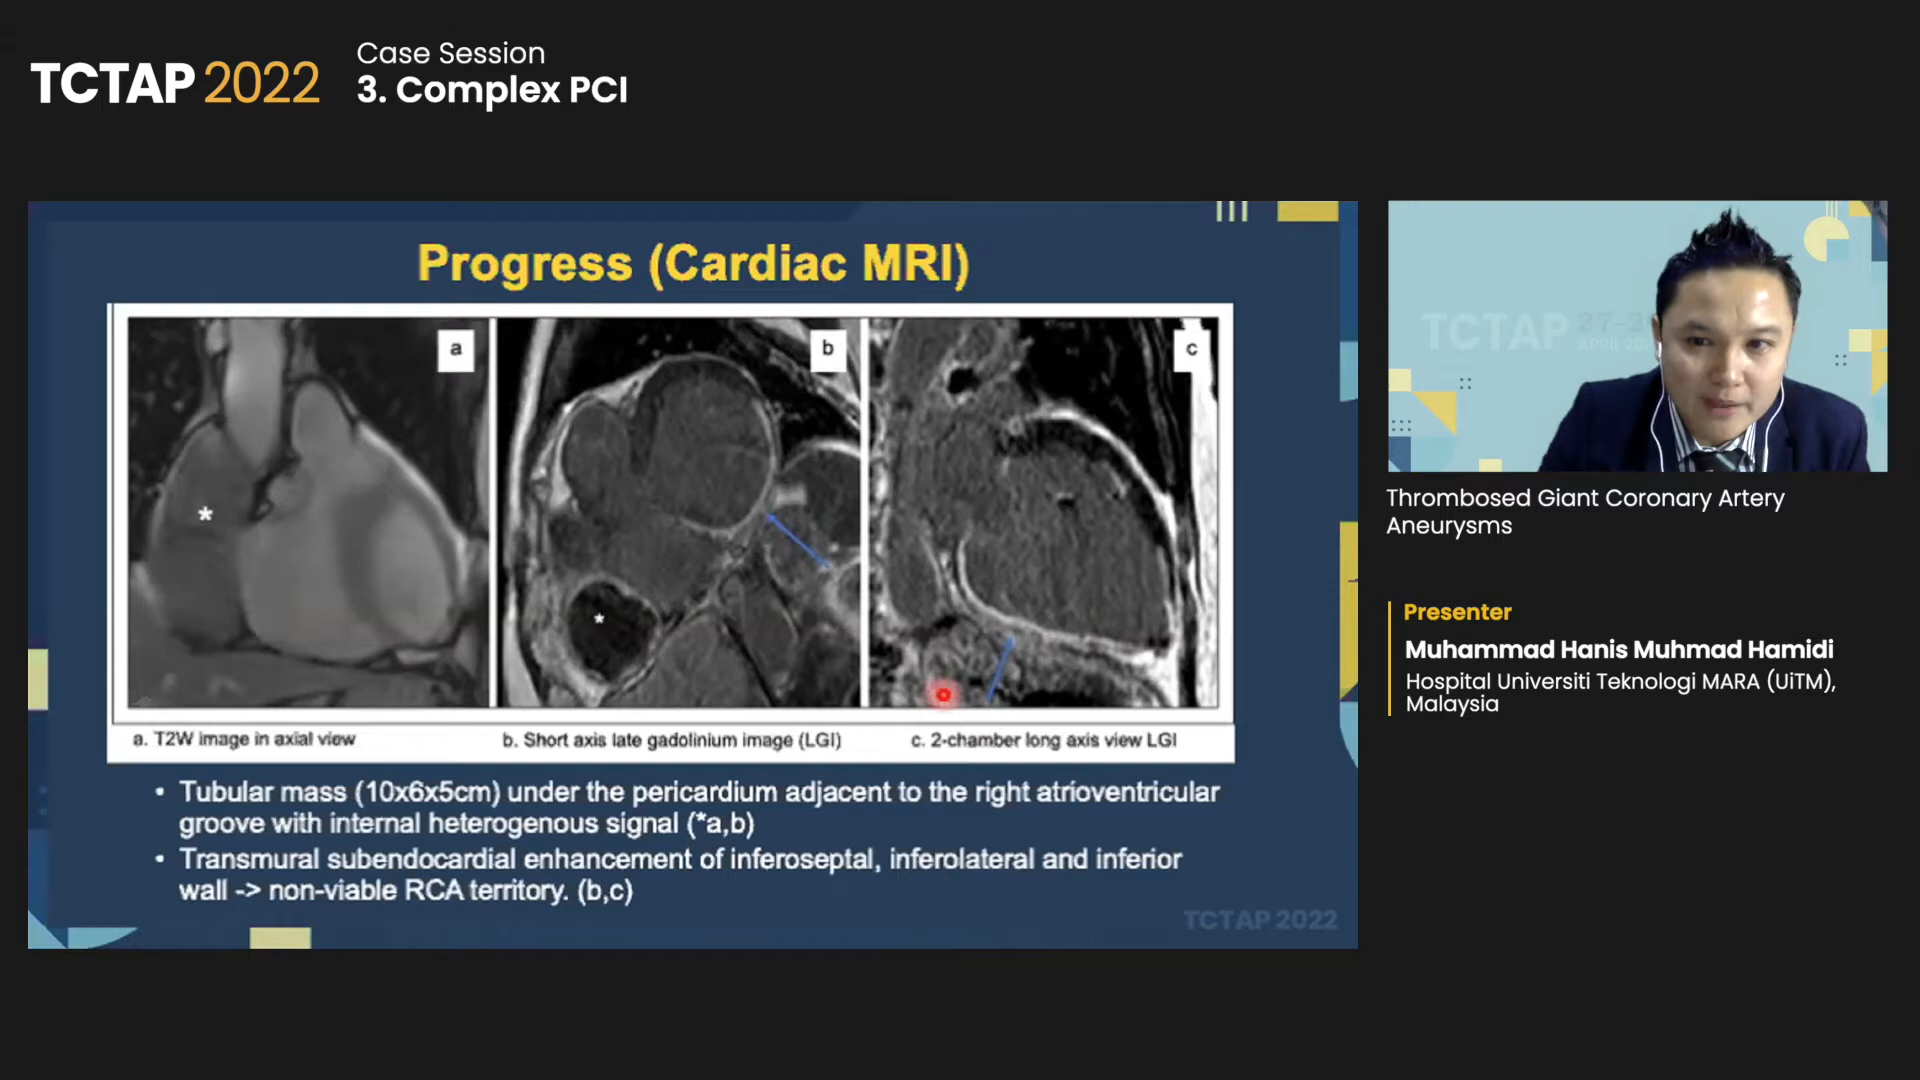 TCTAP 2022
Case Session
3. Complex PCI
Progress (Cardiac MRI)
a
b
c
*
*
a. T2W image in axial view
b. Short axis late gadolinium image (LGI)
c. 2-chamber long axis view LGI
• Tubular mass (10x6x5cm) under the pericardium adjacent to the right atrioventricular
groove with internal heterogenous signal (*a,b)
• Transmural subendocardial enhancement of inferoseptal, inferolateral and inferior
wall -> non-viable RCA territory. (b,c)
TCTAP 2022
TCTAP
Thrombosed Giant Coronary Artery
Aneurysms
Presenter
Muhammad Hanis Muhmad Hamidi
Hospital Universiti Teknologi MARA (UiTM),
Malaysia